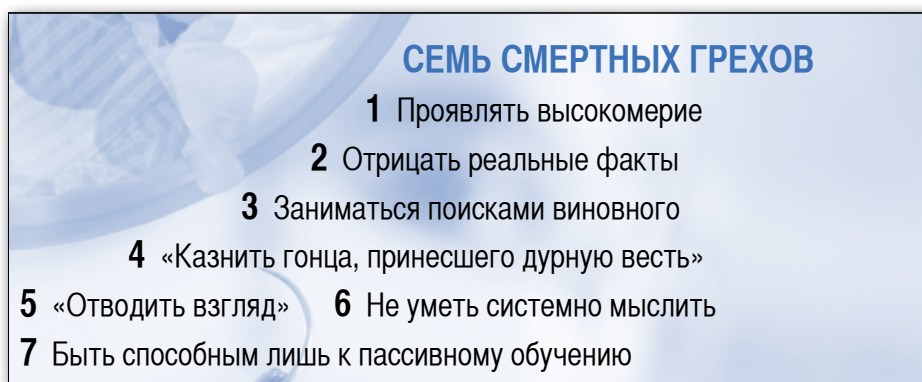 СЕМЬ СМЕРТНЫХ ГРЕХОВ
1 Проявлять высокомерие
2 Отрицать реальные факты
3 Заниматься поисками виновного
4 «Казнить гонца, принесшего дурную весть»
5 «Отводить взгляд» 6 Не уметь системно мыслить
7 Быть способным лишь к пассивному обучению